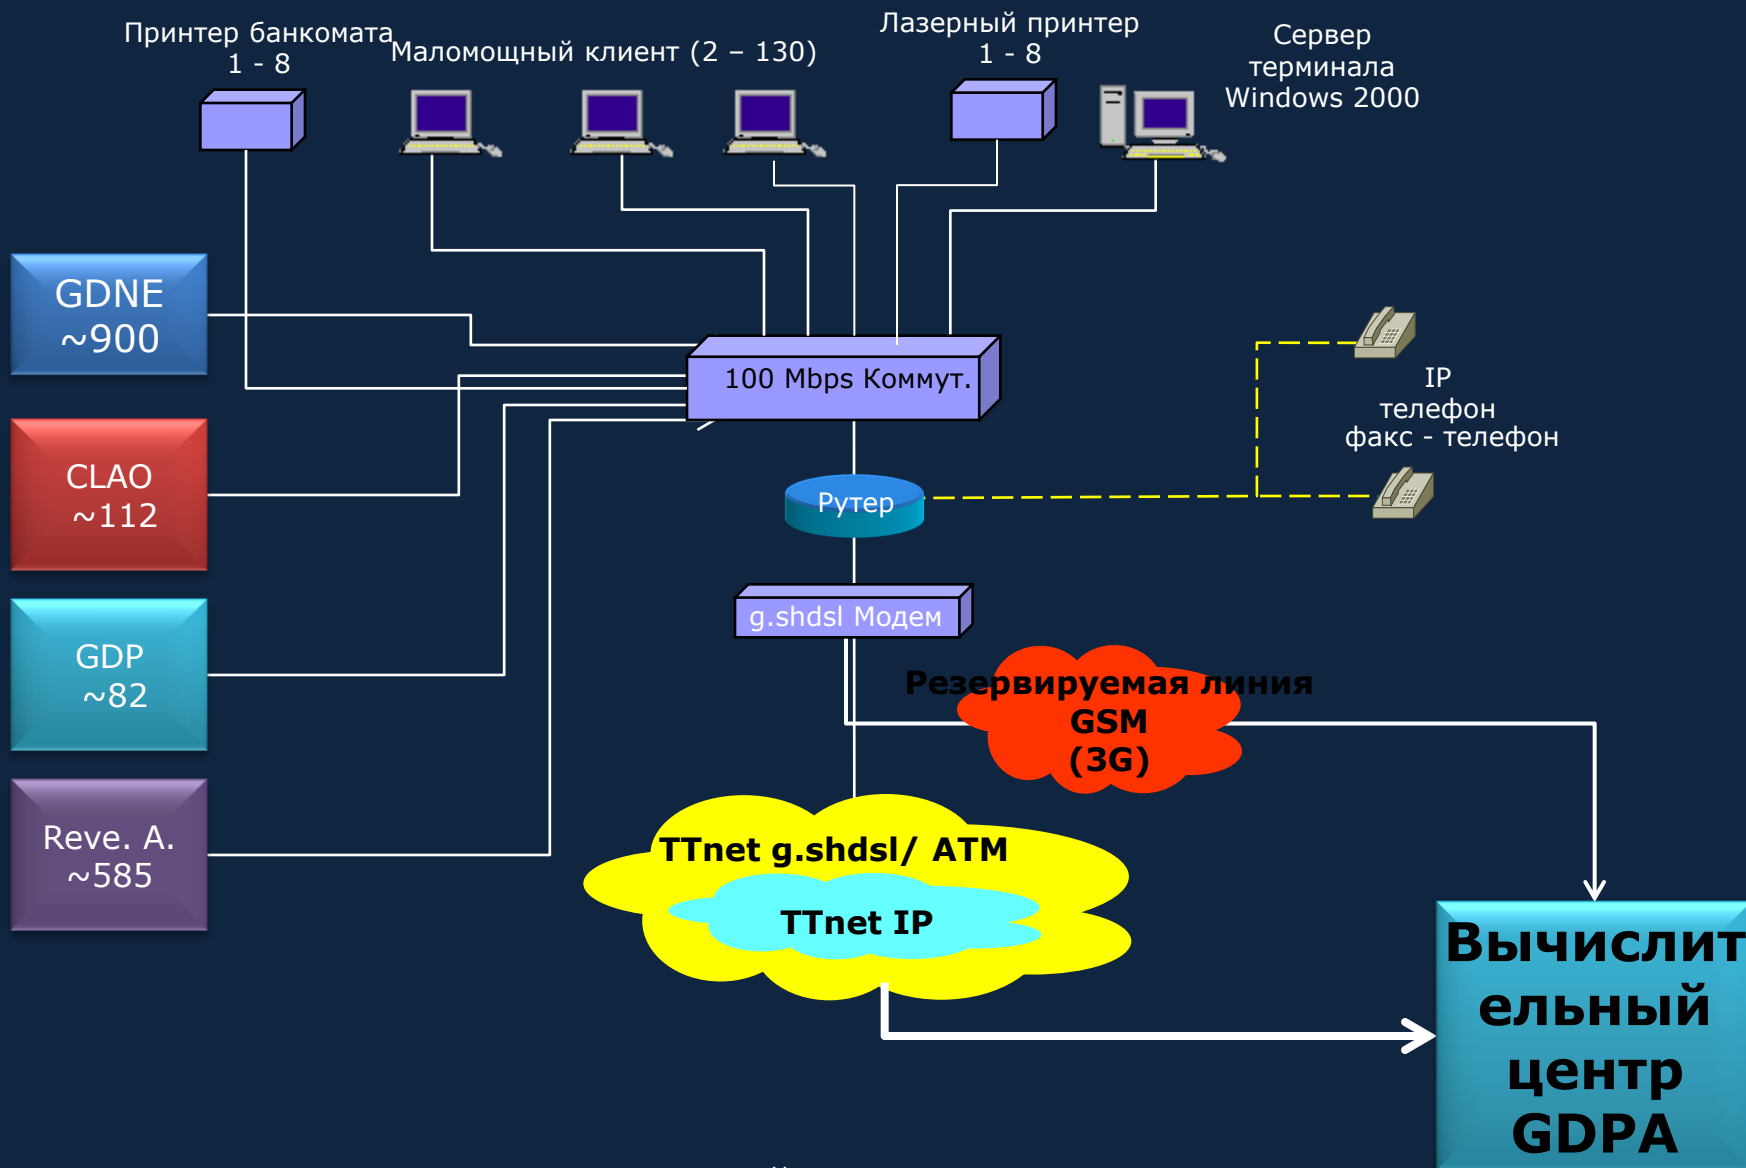 Принтер банкомата
1 - 8
Маломощный клиент (2 – 130)
Лазерный принтер
1 - 8
Сервер
терминала
Windows 2000
GDNE
~900
100 Mbps Коммут.
IP
телефон
факс - телефон
CLAO
~112
Рутер
g.shdsl Модем
GDP
~82
Резервируемая линия
GSM
(3G)
Reve. A.
~585
TTnet g.shdsl/ ATM
TTnet IP
Вычислит
ельный
центр
GDPA